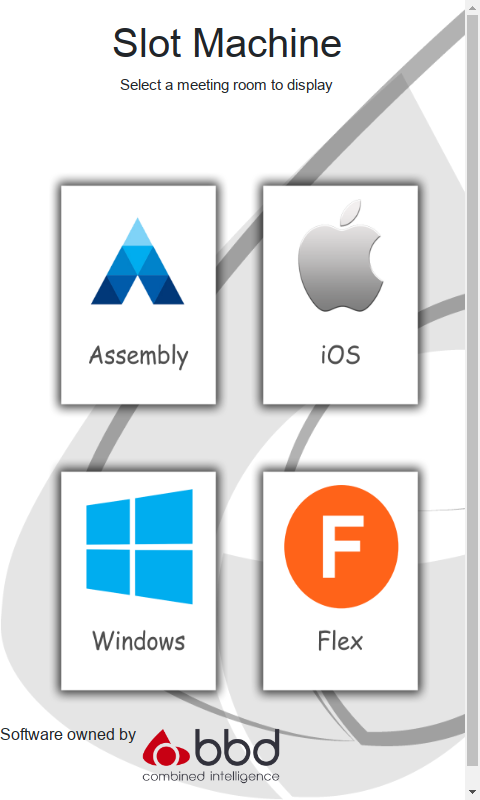 Slot Machine
Select a meeting room to display
Assembly
iOS
Windows
F
Flex
Software owned by
bbd
combined intelligence